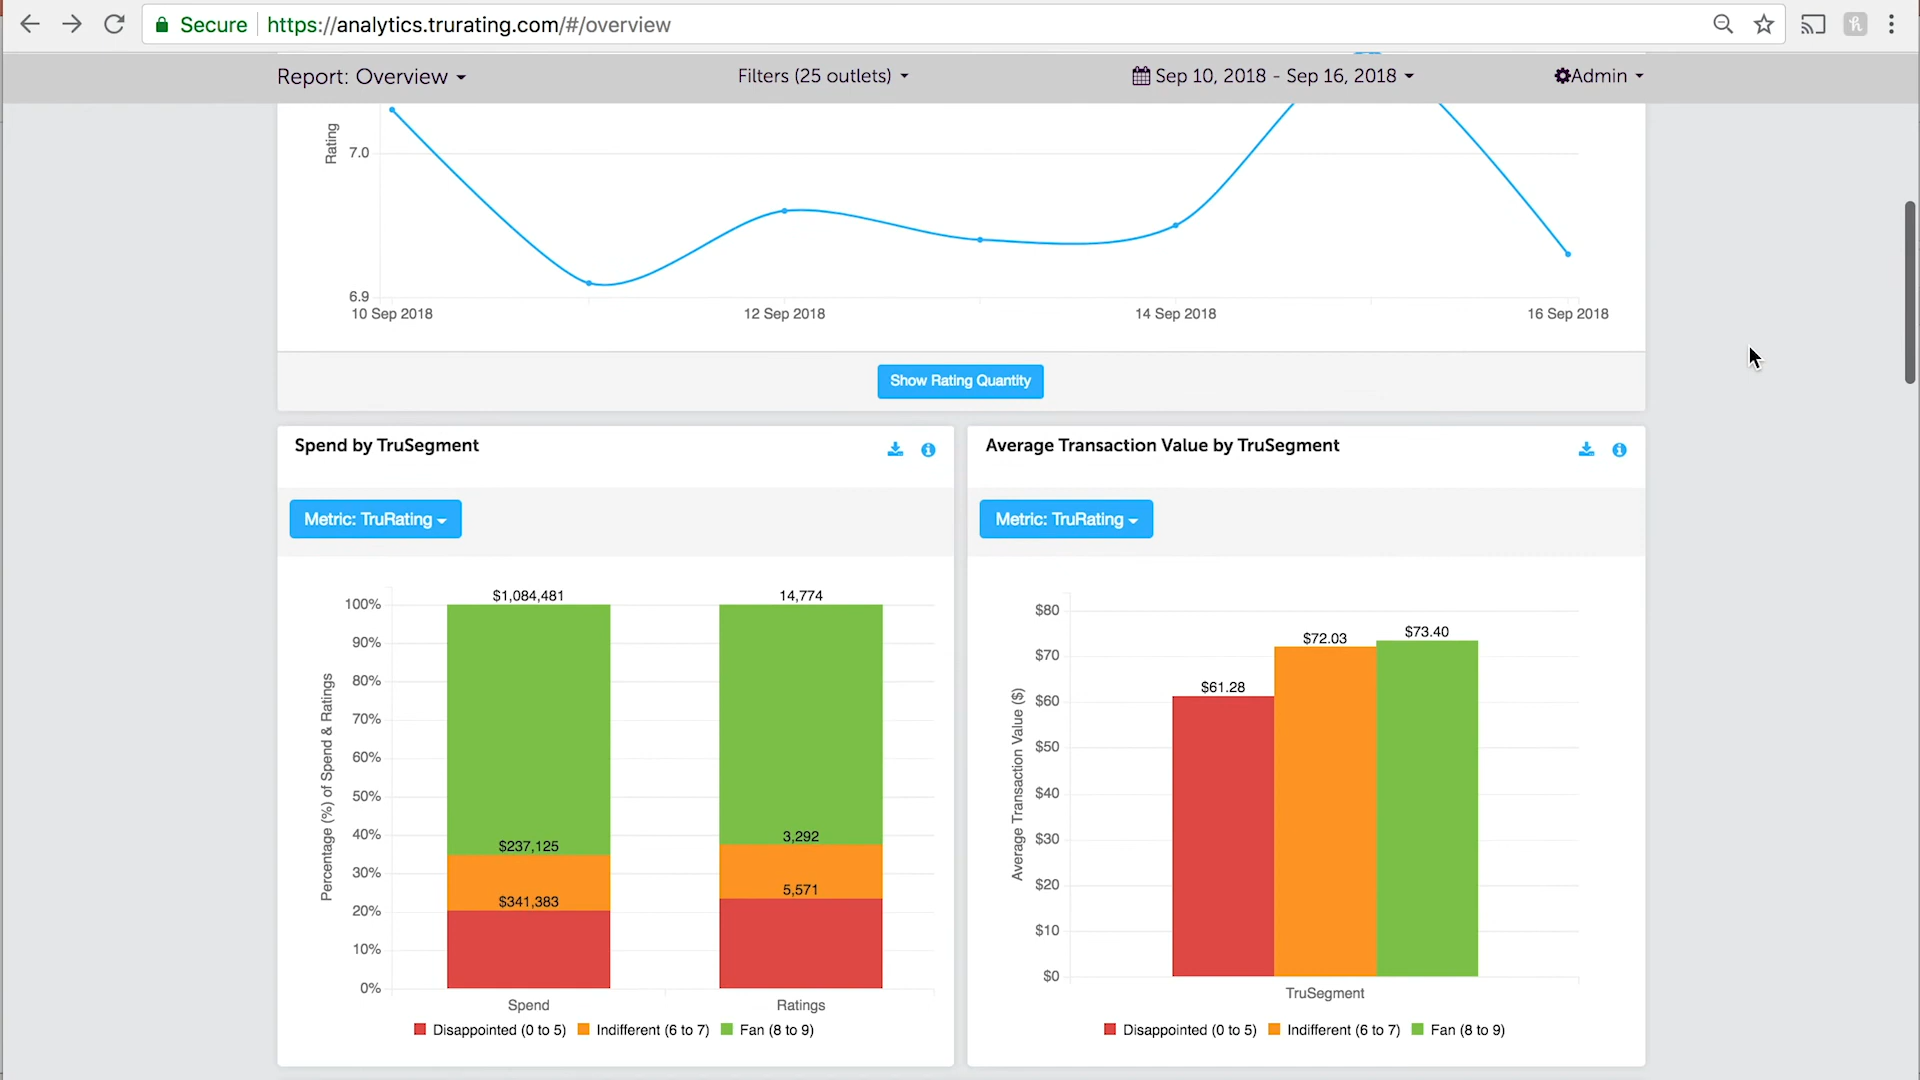 Secure https://analytics.trurating.com/#/overview
Report: Overview
Filters (25 outlets)
Sep 10, 2018 - Sep 16, 2018
Admin
Rating
7.0
6.9
10 Sep 2018 12 Sep 2018 14 Sep 2018 16 Sep 2018
Show Rating Quantity
Spend by TruSegment
Metric: TruRating
Percentage (%) of Spend & Ratings
100%
90%
80%
70%
60%
50%
40%
30%
20%
10%
0%
$1,084,481 14,774
$237,125 3,292
$341,383 5,571
Spend Ratings
Disappointed (0 to 5) Indifferent (6 to 7) Fan (8 to 9)
Average Transaction Value by TruSegment
Metric: TruRating
Average Transaction Value ($)
$80
$70
$60
$50
$40
$30
$20
$10
$0
$61.28 $72.03 $73.40
TruSegment
Disappointed (0 to 5) Indifferent (6 to 7) Fan (8 to 9)